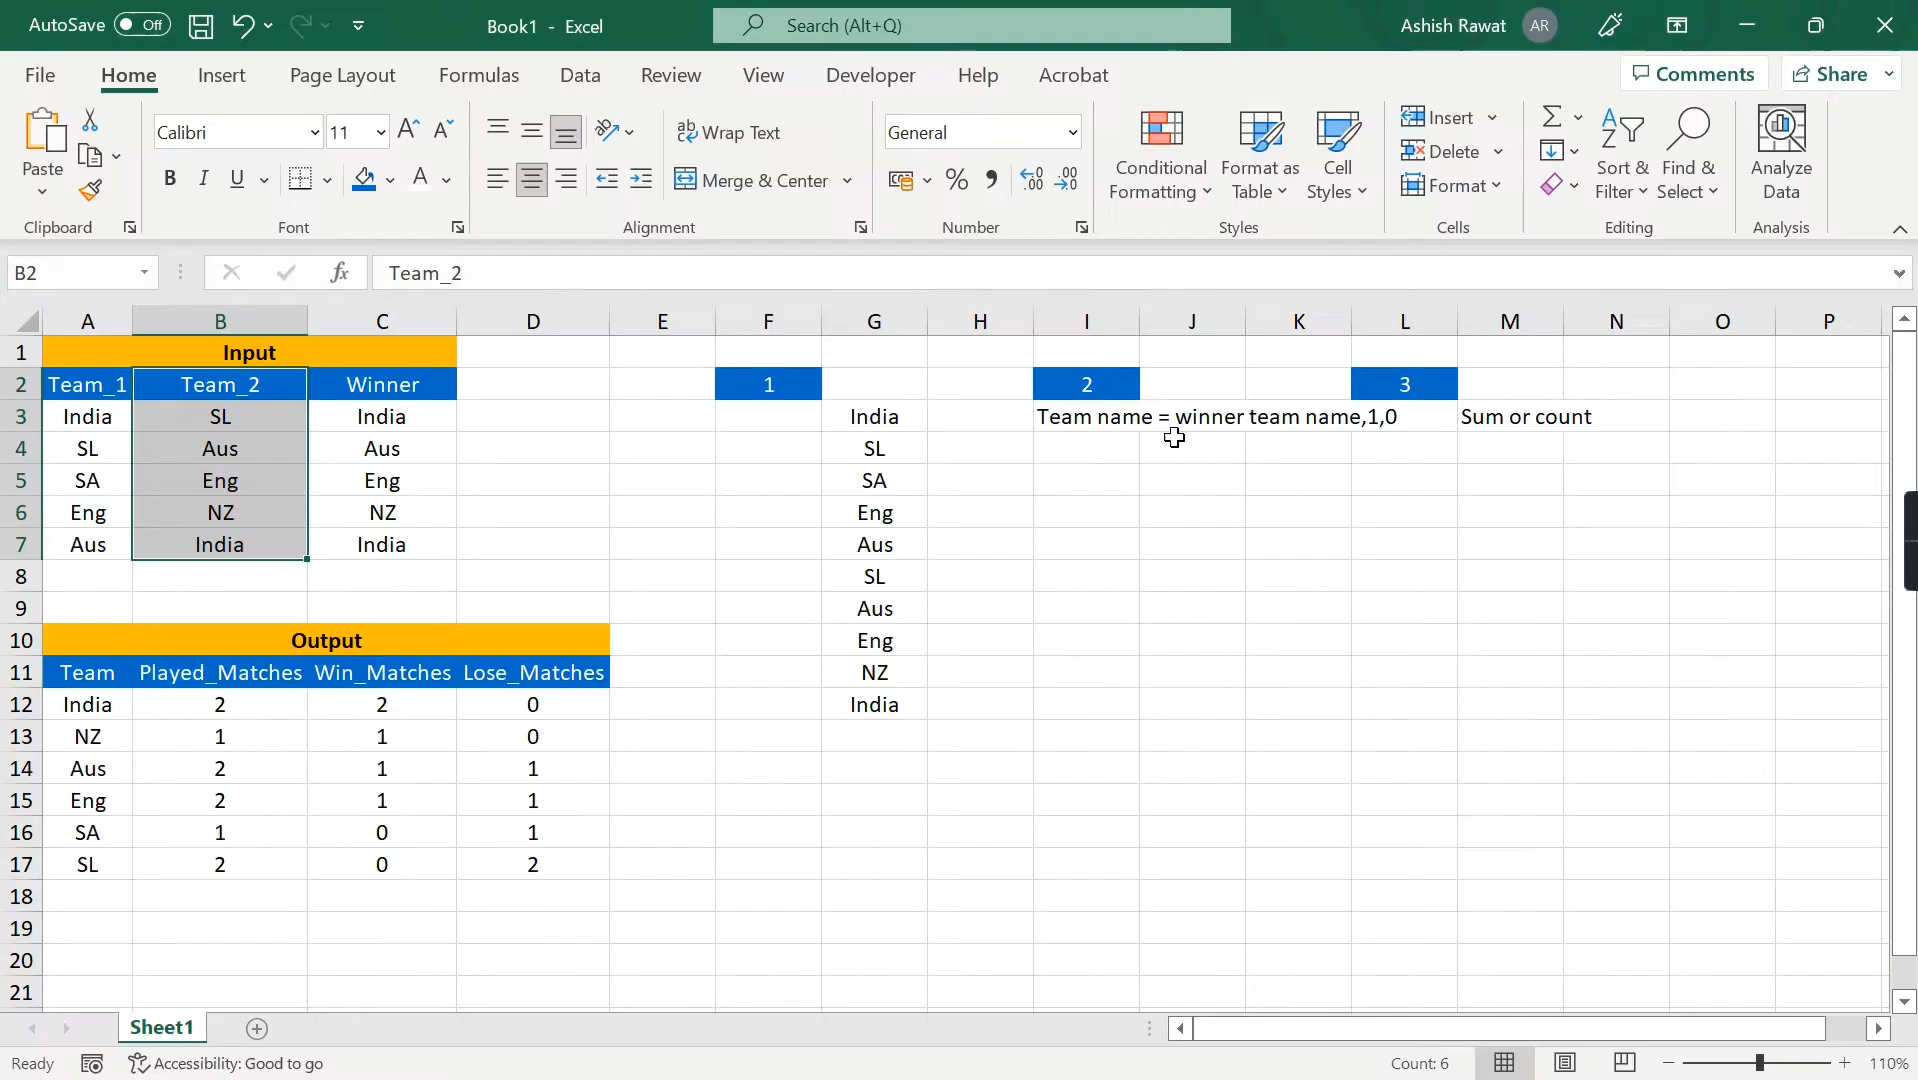 AutoSave Off Book1 - Excel Search (Alt+Q) Ashish Rawat AR
File Home Insert Page Layout Formulas Data Review View Developer Help Acrobat Comments Share
Paste
Clipboard
Calibri 11
B I U
Font
ab Wrap Text
Merge & Center
Alignment
General
% , .00 .00
Number
Conditional Formatting
Format as Table
Cell Styles
Styles
Insert
Delete
Format
Cells
Sort & Filter
Find & Select
Editing
Analyze Data
Analysis
B2 fx Team_2
A B C D E F G H I J K L M N O P
1 Input
2 Team_1 Team_2 Winner 1 2 3
3 India SL India India Team name = winner team name,1,0 Sum or count
4 SL Aus Aus SL
5 SA Eng Eng SA
6 Eng NZ NZ Eng
7 Aus India India Aus
8 SL
9 Aus
10 Output Eng
11 Team Played_Matches Win_Matches Lose_Matches NZ
12 India 2 2 0 India
13 NZ 1 1 0
14 Aus 2 1 1
15 Eng 2 1 1
16 SA 1 0 1
17 SL 2 0 2
18
19
20
21
Sheet1
Ready Accessibility: Good to go Count: 6 110%